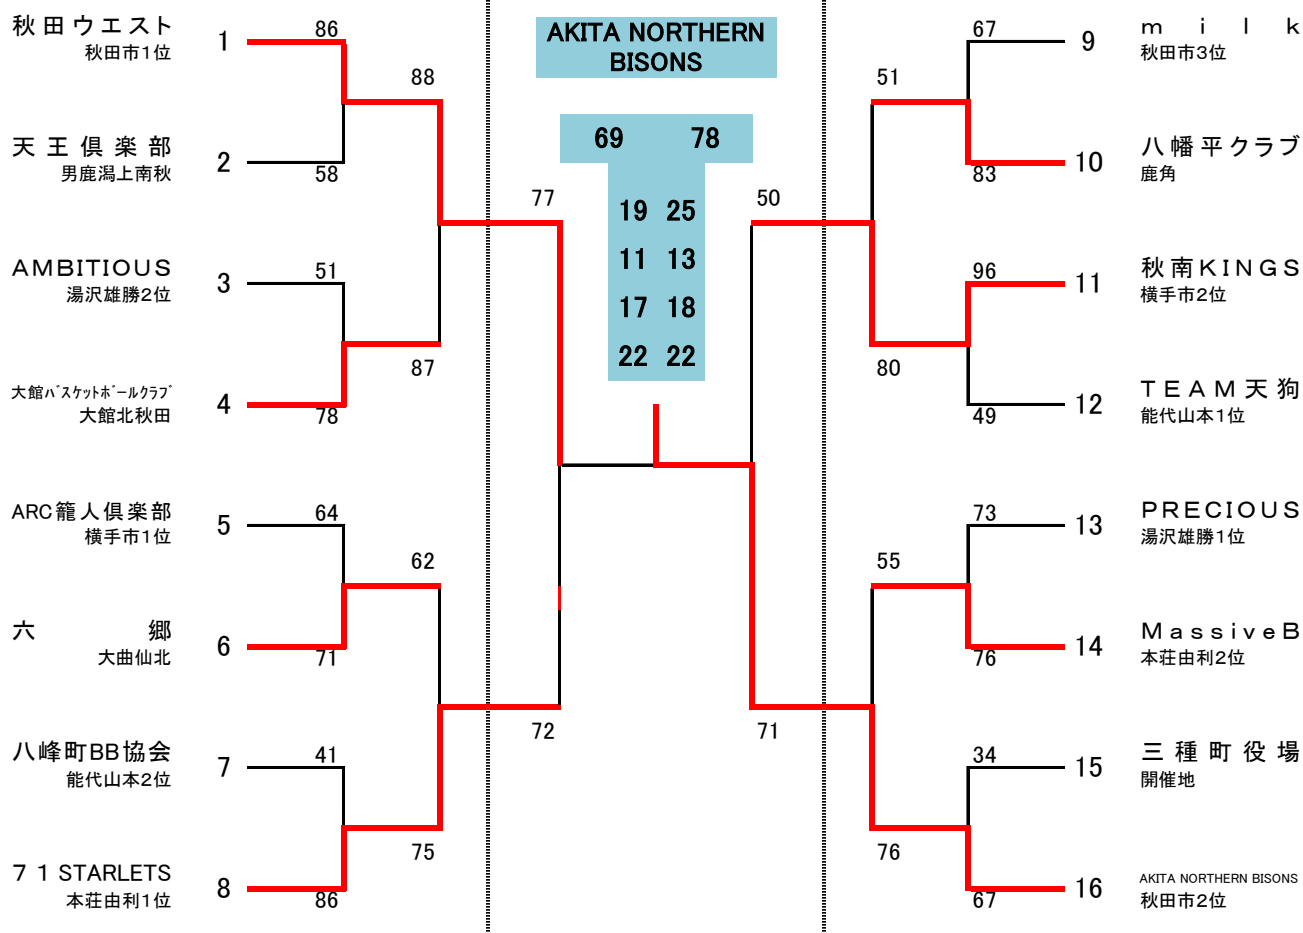 秋田ウエスト
秋田市1位
1
86
天王倶楽部
男鹿潟上南秋
2
58
88
AMBITIOUS
湯沢雄勝2位
3
51
大館バスケットボールクラブ
大館北秋田
4
78
87
77
ARC籠人倶楽部
横手市1位
5
64
六郷
大曲仙北
6
71
62
八峰町BB協会
能代山本2位
7
41
71STARLETS
本荘由利1位
8
86
75
72
AKITA NORTHERN
BISONS
69 78
19 25
11 13
17 18
22 22
50
71
51
80
55
76
67
9
milk
秋田市3位
83
10
八幡平クラブ
鹿角
96
11
秋南KINGS
横手市2位
49
12
TEAM天狗
能代山本1位
73
13
PRECIOUS
湯沢雄勝1位
76
14
MassiveB
本荘由利2位
34
15
三種町役場
開催地
67
16
AKITA NORTHERN BISONS
秋田市2位